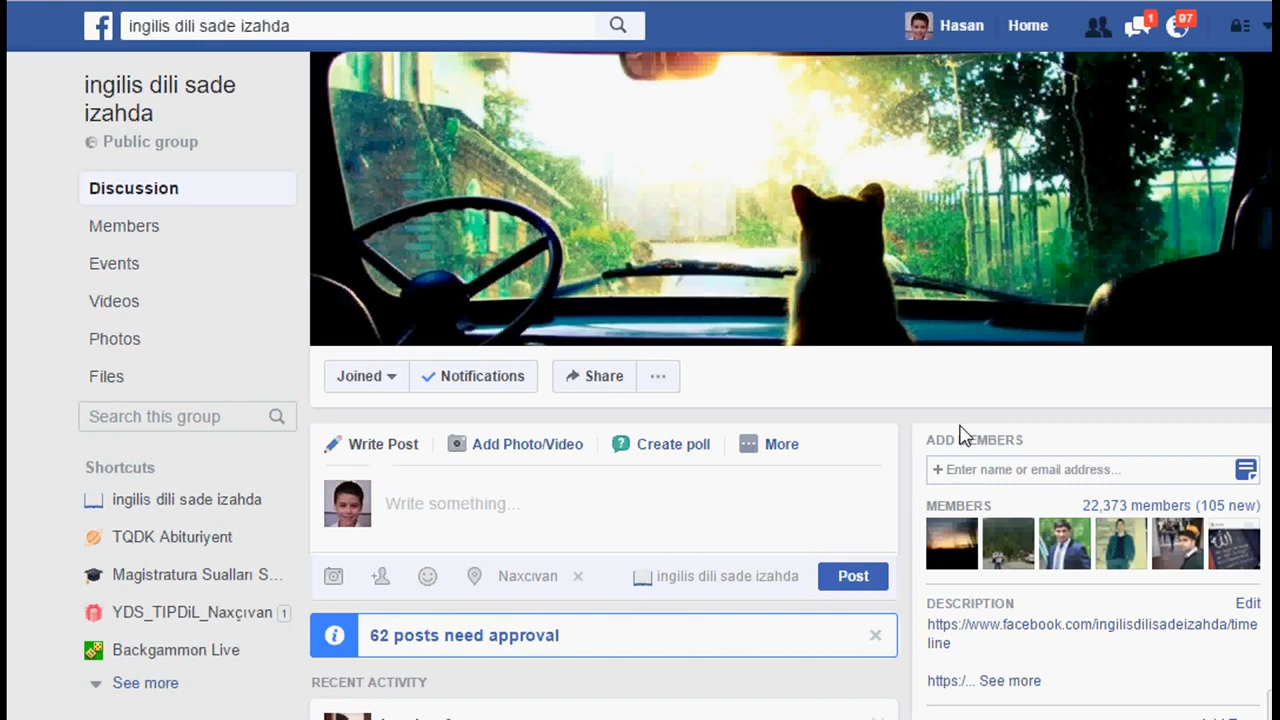 ingilis dili sade izahda
Hasan
Home
1
97
ingilis dili sade
izahda
Public group
Discussion
Members
Events
Videos
Photos
Files
Search this group
Shortcuts
ingilis dili sade izahda
TQDK Abituriyent
Magistratura Sualları S...
YDS_TIPDiL_Naxçıvan 1
Backgammon Live
See more
Joined
Notifications
Share
Write Post
Add Photo/Video
Create poll
More
Write something...
Naxcıvan
ingilis dili sade izahda
Post
62 posts need approval
RECENT ACTIVITY
ADD MEMBERS
+ Enter name or email address...
MEMBERS
22,373 members (105 new)
DESCRIPTION
Edit
https://www.facebook.com/ingilisdilisadeizahda/time
line
https:/... See more